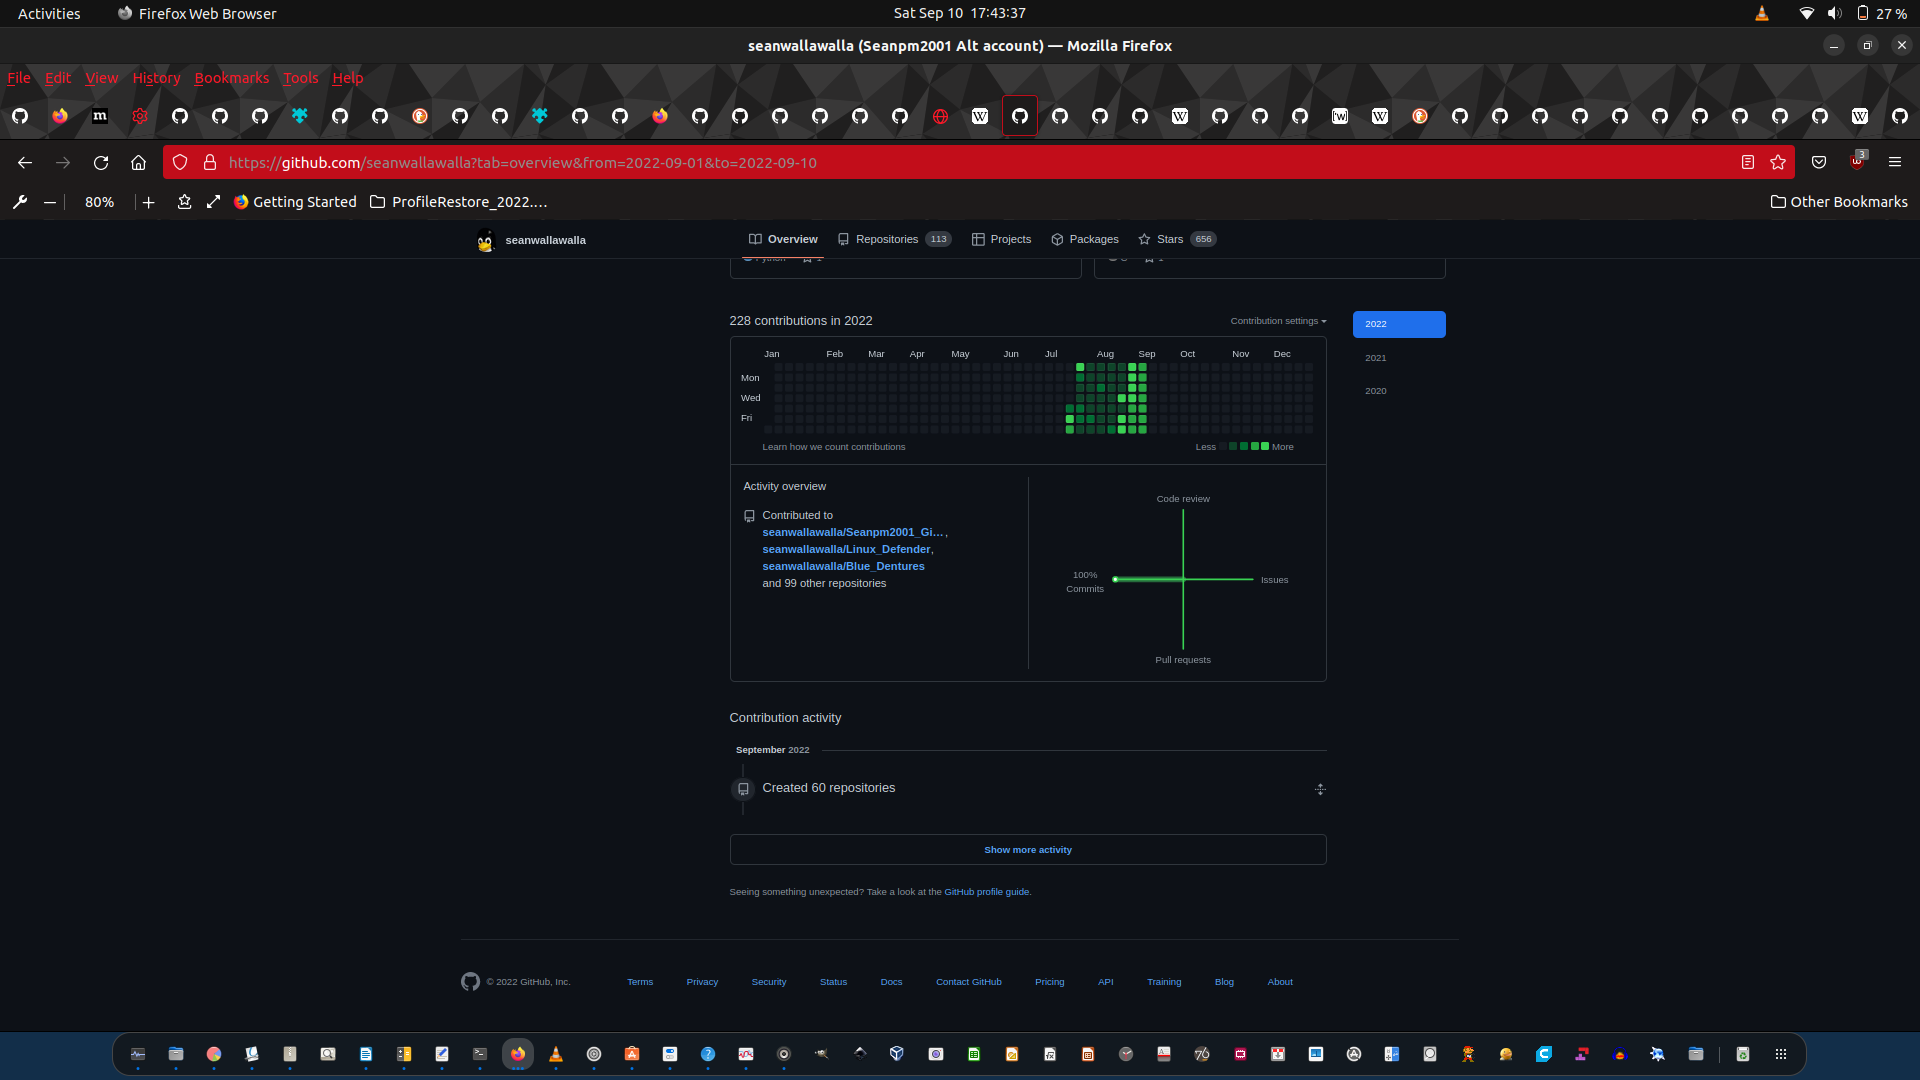 Activities Firefox Web Browser Sat Sep 10 17:43:37 27 %
seanwallawalla (Seanpm2001 Alt account) — Mozilla Firefox
File Edit View History Bookmarks Tools Help
https://github.com/seanwallawalla?tab=overview&from=2022-09-01&to=2022-09-10 3
80% Getting Started ProfileRestore_2022.... Other Bookmarks
seanwallawalla Overview Repositories 113 Projects Packages Stars 656
228 contributions in 2022 Contribution settings 2022
Jan Feb Mar Apr May Jun Jul Aug Sep Oct Nov Dec
2021
Mon
2020
Wed
Fri
Learn how we count contributions Less More
Activity overview
Code review
Contributed to
seanwallawalla/Seanpm2001_Gi… ,
seanwallawalla/Linux_Defender,
seanwallawalla/Blue_Dentures
and 99 other repositories
100%
Commits
Issues
Pull requests
Contribution activity
September 2022
Created 60 repositories
Show more activity
Seeing something unexpected? Take a look at the GitHub profile guide.
© 2022 GitHub, Inc. Terms Privacy Security Status Docs Contact GitHub Pricing API Training Blog About